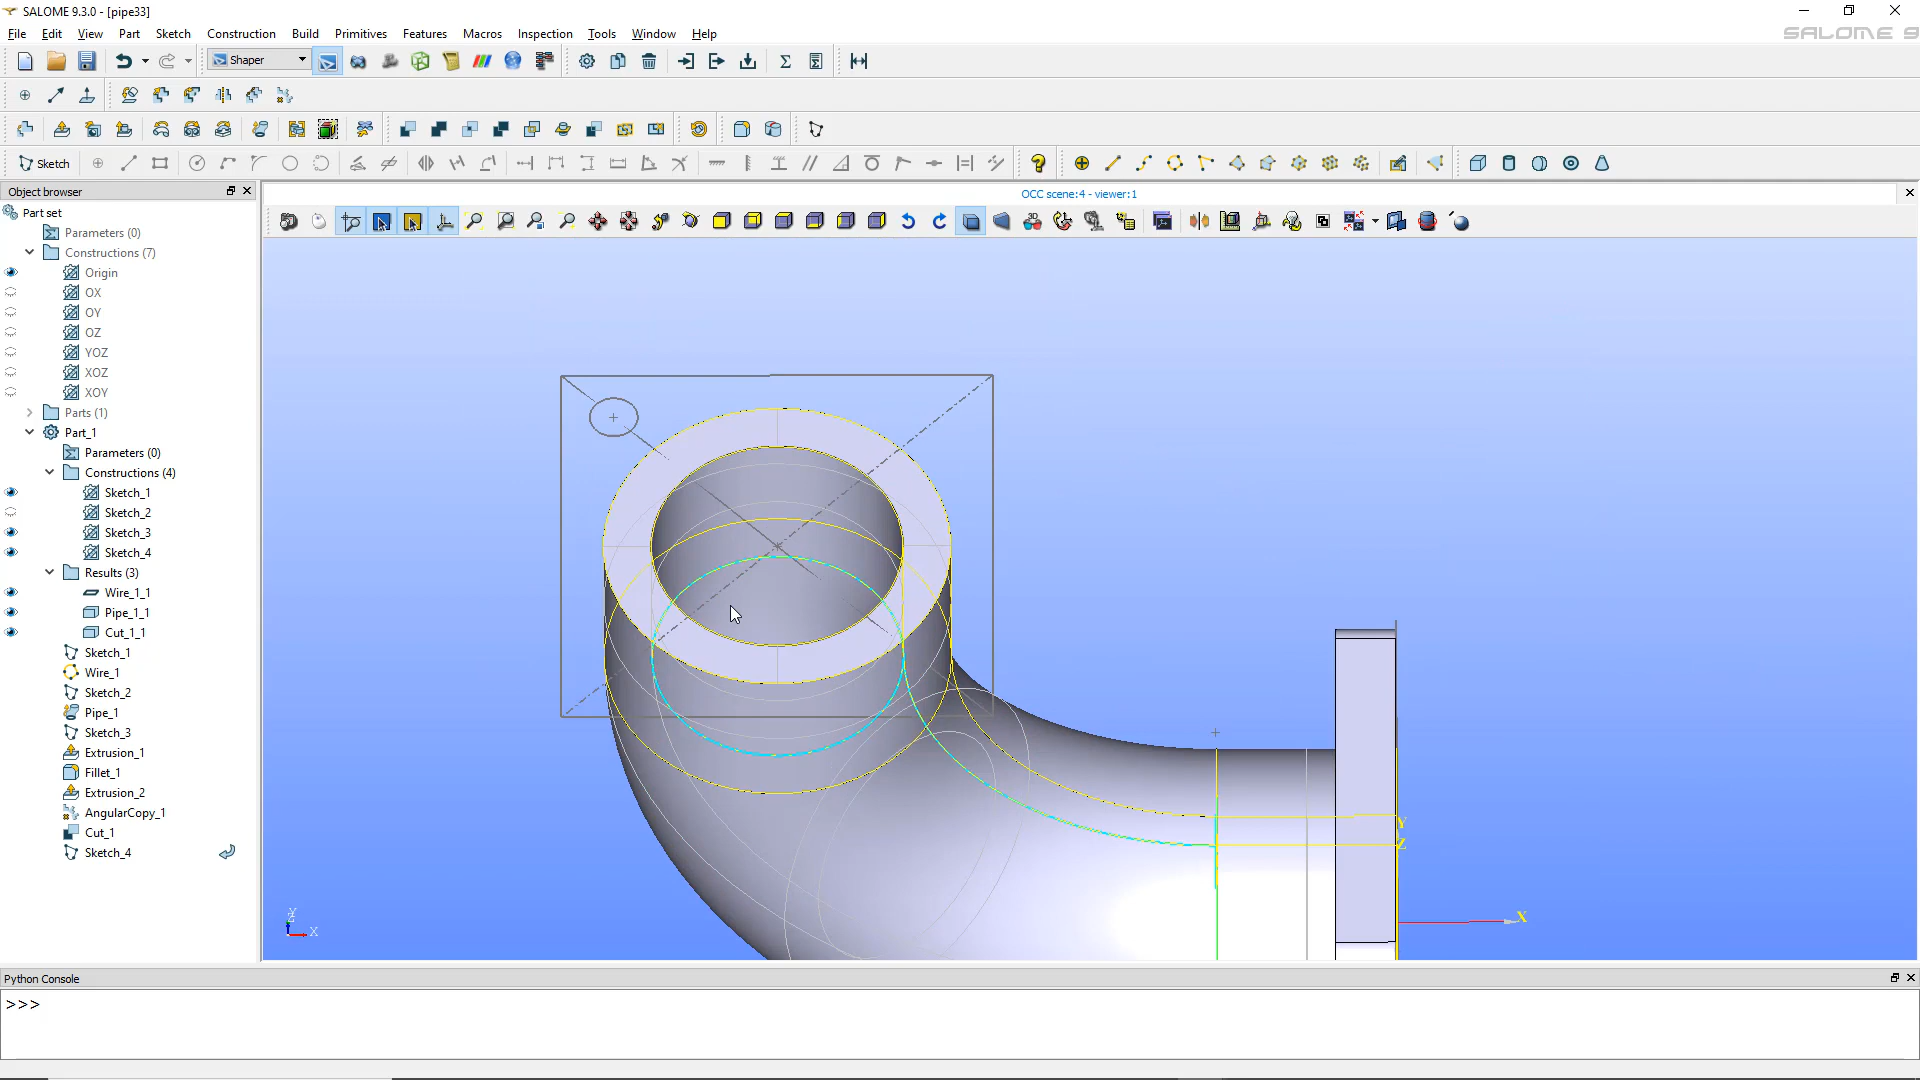 SALOME 9.3.0 - [pipe33]
File Edit View Part Sketch Construction Build Primitives Features Macros Inspection Tools Window Help
SALOME 9
Shaper
Sketch
Object browser
OCC scene:4 - viewer:1
Part set
Parameters (0)
Constructions (7)
Origin
OX
OY
OZ
YOZ
XOZ
XOY
Parts (1)
Part_1
Parameters (0)
Constructions (4)
Sketch_1
Sketch_2
Sketch_3
Sketch_4
Results (3)
Wire_1_1
Pipe_1_1
Cut_1_1
Sketch_1
Wire_1
Sketch_2
Pipe_1
Sketch_3
Extrusion_1
Fillet_1
Extrusion_2
AngularCopy_1
Cut_1
Sketch_4
Y
Z
X
Y
Z
X
Python Console
>>>